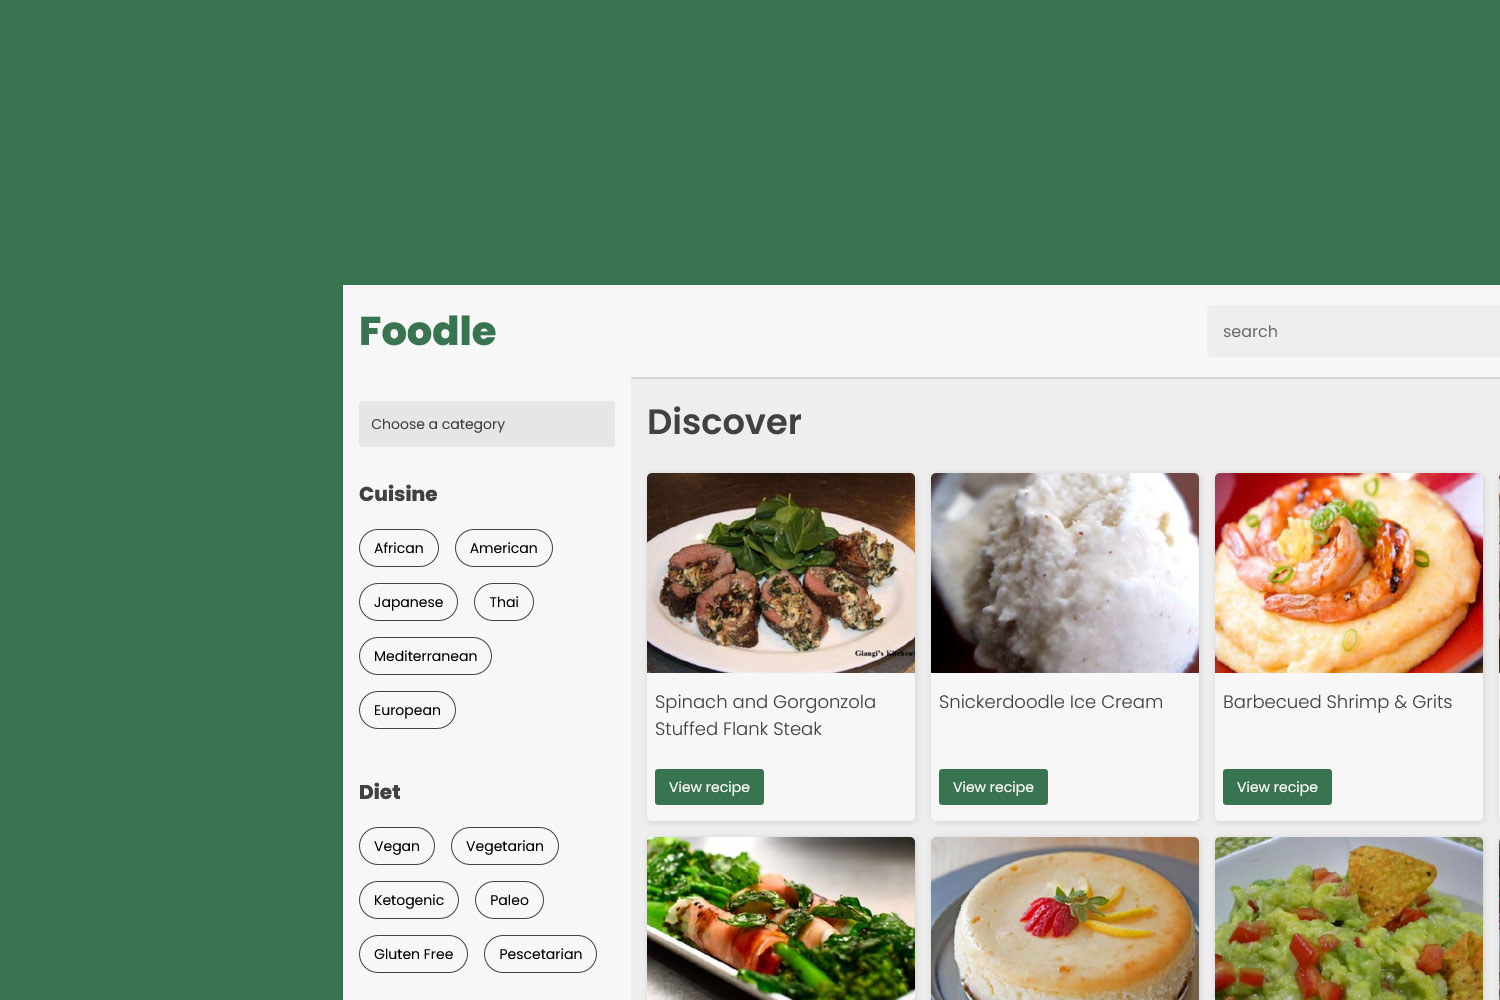 Foodle
search
Choose a category
Discover
Cuisine
African
American
Japanese
Thai
Mediterranean
European
Diet
Vegan
Vegetarian
Ketogenic
Paleo
Gluten Free
Pescetarian
Giangi's Kitchen
Spinach and Gorgonzola
Stuffed Flank Steak
View recipe
Snickerdoodle Ice Cream
View recipe
Barbecued Shrimp & Grits
View recipe